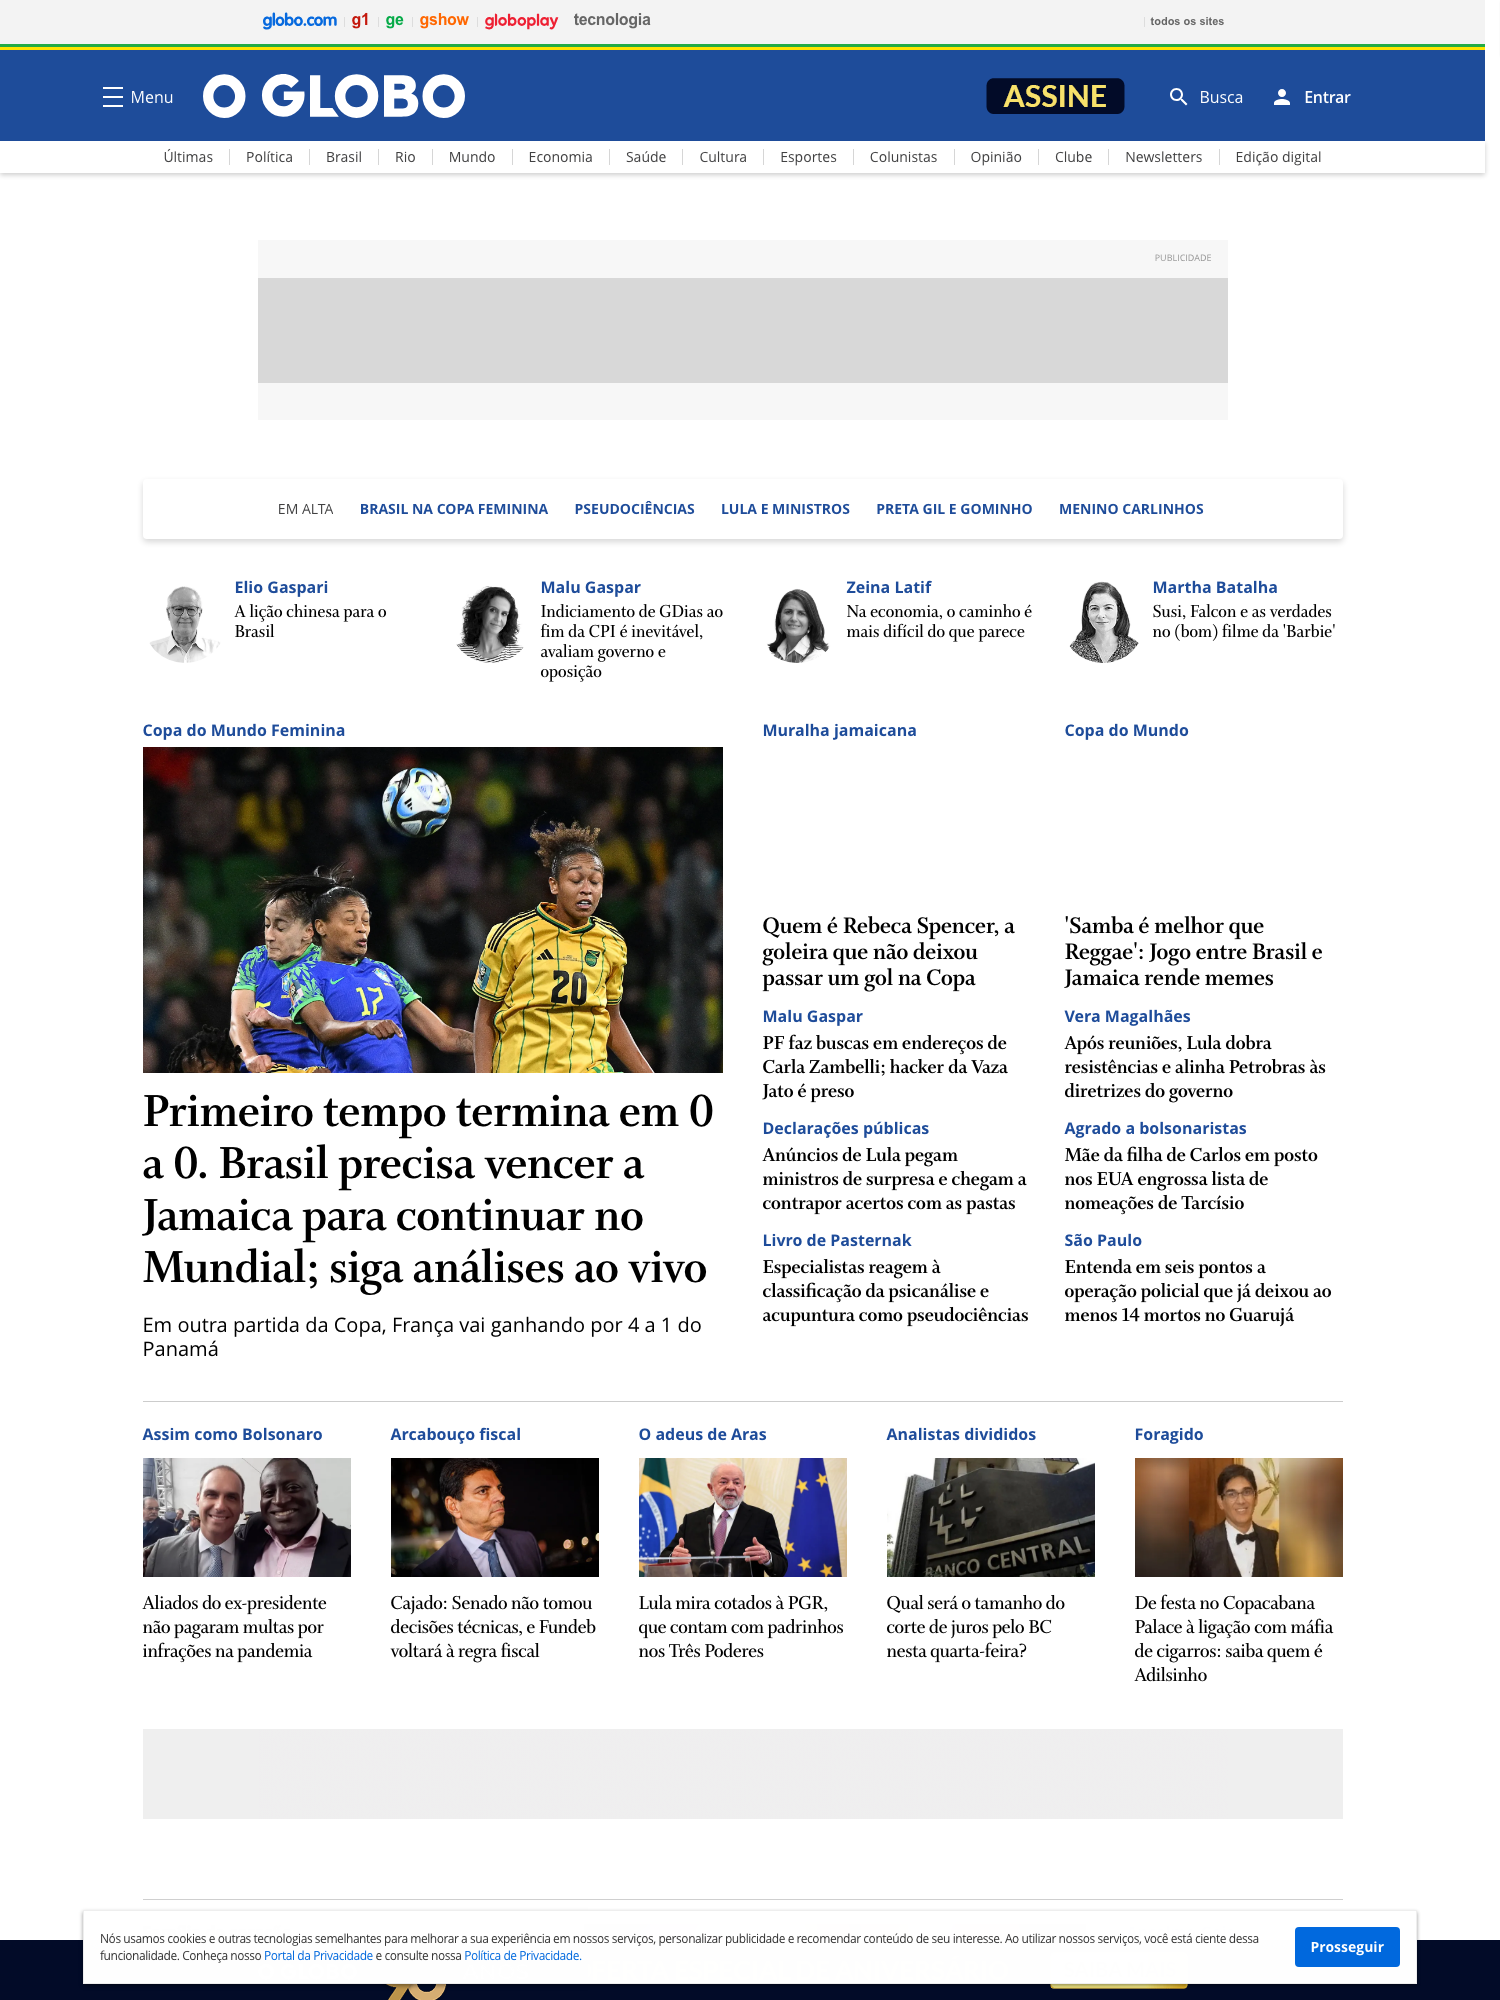 globo.com g1 ge gshow globoplay tecnologia todos os sites
Menu O GLOBO ASSINE Busca Entrar
Últimas Política Brasil Rio Mundo Economia Saúde Cultura Esportes Colunistas Opinião Clube Newsletters Edição digital
PUBLICIDADE
EM ALTA BRASIL NA COPA FEMININA PSEUDOCIÊNCIAS LULA E MINISTROS PRETA GIL E GOMINHO MENINO CARLINHOS
Elio Gaspari
A lição chinesa para o
Brasil
Malu Gaspar
Indiciamento de GDias ao
fim da CPI é inevitável,
avaliam governo e
oposição
Zeina Latif
Na economia, o caminho é
mais difícil do que parece
Martha Batalha
Susi, Falcon e as verdades
no (bom) filme da 'Barbie'
Copa do Mundo Feminina
17
20
Primeiro tempo termina em 0
a 0. Brasil precisa vencer a
Jamaica para continuar no
Mundial; siga análises ao vivo
Em outra partida da Copa, França vai ganhando por 4 a 1 do
Panamá
Muralha jamaicana
Quem é Rebeca Spencer, a
goleira que não deixou
passar um gol na Copa
Malu Gaspar
PF faz buscas em endereços de
Carla Zambelli; hacker da Vaza
Jato é preso
Declarações públicas
Anúncios de Lula pegam
ministros de surpresa e chegam a
contrapor acertos com as pastas
Livro de Pasternak
Especialistas reagem à
classificação da psicanálise e
acupuntura como pseudociências
Copa do Mundo
'Samba é melhor que
Reggae': Jogo entre Brasil e
Jamaica rende memes
Vera Magalhães
Após reuniões, Lula dobra
resistências e alinha Petrobras às
diretrizes do governo
Agrado a bolsonaristas
Mãe da filha de Carlos em posto
nos EUA engrossa lista de
nomeações de Tarcísio
São Paulo
Entenda em seis pontos a
operação policial que já deixou ao
menos 14 mortos no Guarujá
Assim como Bolsonaro
Aliados do ex-presidente
não pagaram multas por
infrações na pandemia
Arcabouço fiscal
Cajado: Senado não tomou
decisões técnicas, e Fundeb
voltará à regra fiscal
O adeus de Aras
Lula mira cotados à PGR,
que contam com padrinhos
nos Três Poderes
Analistas divididos
BANCO CENTRAL
Qual será o tamanho do
corte de juros pelo BC
nesta quarta-feira?
Foragido
De festa no Copacabana
Palace à ligação com máfia
de cigarros: saiba quem é
Adilsinho
Nós usamos cookies e outras tecnologias semelhantes para melhorar a sua experiência em nossos serviços, personalizar publicidade e recomendar conteúdo de seu interesse. Ao utilizar nossos serviços, você está ciente dessa
funcionalidade. Conheça nosso Portal da Privacidade e consulte nossa Política de Privacidade.
Prosseguir